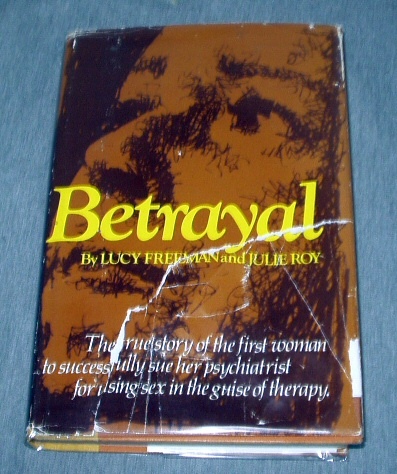 Betrayal
By LUCY FREEMAN and JULIE ROY
The true story of the first woman
to successfully sue her psychiatrist
for using sex in the guise of therapy.